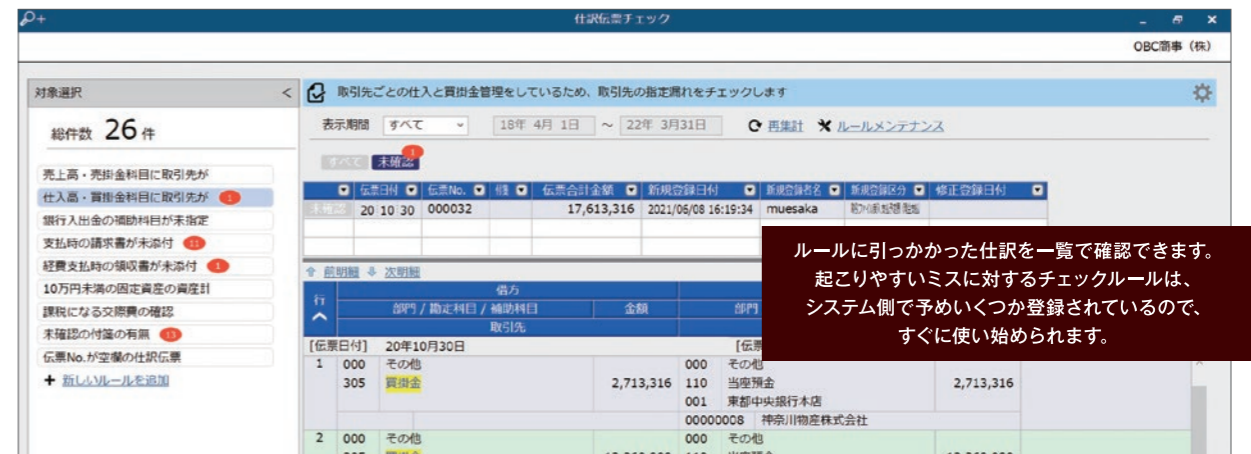 仕訳伝票チェック
OBC商事（株）
対象選択 <
総件数 26 件
売上高・売掛金科目に取引先が
仕入高・買掛金科目に取引先が 1
銀行入出金の補助科目が未指定
支払時の請求書が未添付 11
経費支払時の領収書が未添付 1
10万円未満の固定資産の資産計
課税になる交際費の確認
未確認の付箋の有無 13
伝票No.が空欄の仕訳伝票
+ 新しいルールを追加
取引先ごとの仕入と買掛金管理をしているため、取引先の指定漏れをチェックします
表示期間 すべて 18年 4月 1日 ～ 22年 3月31日 再集計 ルールメンテナンス
すべて 未確認 1
伝票日付 伝票No. 付箋 伝票合計金額 新規登録日付 新規登録者名 新規登録区分 修正登録日付
未確認 20 10 30 000032 17,613,316 2021/06/08 16:19:34 muesaka
ルールに引っかかった仕訳を一覧で確認できます。
起こりやすいミスに対するチェックルールは、
システム側で予めいくつか登録されているので、
すぐに使い始められます。
前明細 次明細
行 借方
部門 / 勘定科目 / 補助科目 金額 部門
取引先
[伝票日付] 20年10月30日 [伝票
1 000 その他 000 その他
305 買掛金 2,713,316 110 当座預金 2,713,316
001 東都中央銀行本店
00000008 神奈川物産株式会社
2 000 その他 000 その他